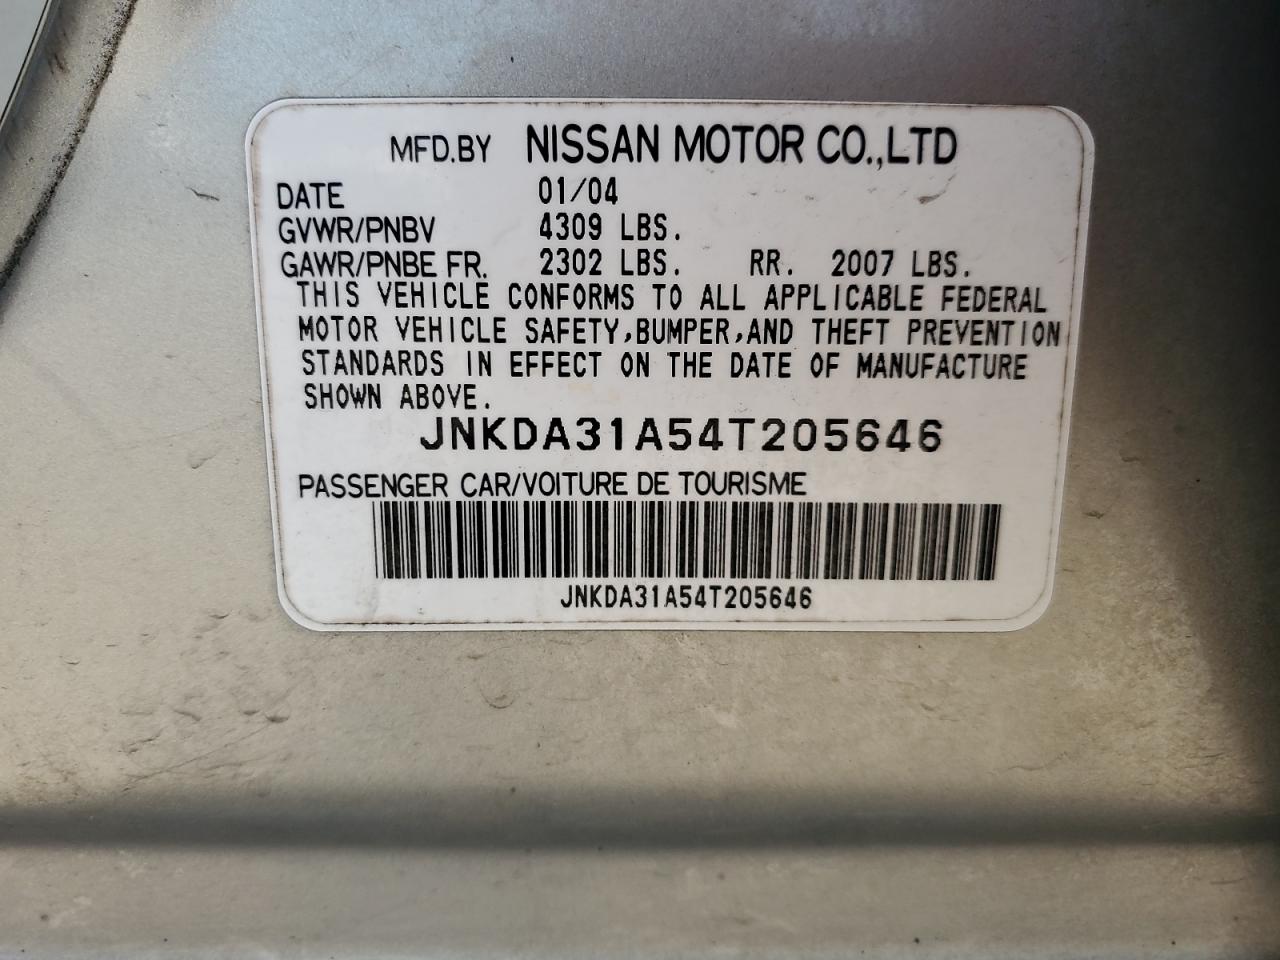 MFD.BY NISSAN MOTOR CO.,LTD
DATE 01/04
GVWR/PNBV 4309 LBS.
GAWR/PNBE FR. 2302 LBS. RR. 2007 LBS.
THIS VEHICLE CONFORMS TO ALL APPLICABLE FEDERAL
MOTOR VEHICLE SAFETY,BUMPER,AND THEFT PREVENTION
STANDARDS IN EFFECT ON THE DATE OF MANUFACTURE
SHOWN ABOVE.
JNKDA31A54T205646
PASSENGER CAR/VOITURE DE TOURISME
JNKDA31A54T205646